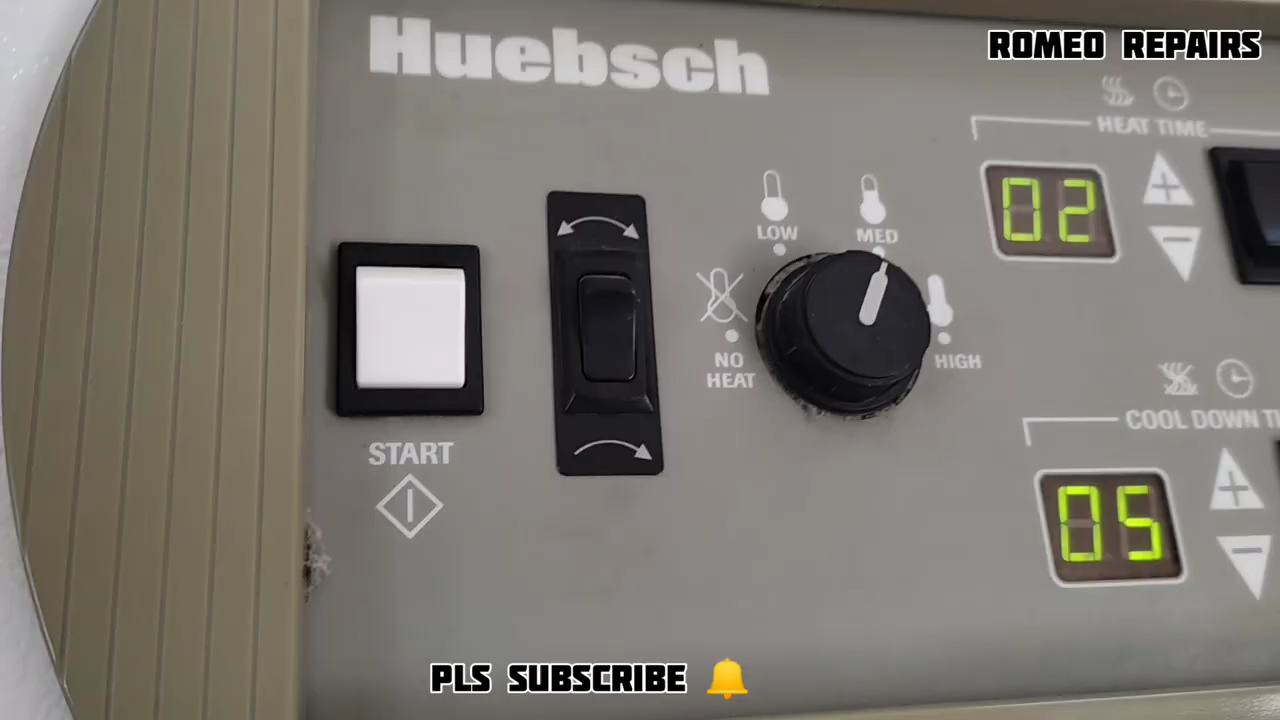 Huebsch
ROMEO REPAIRS
HEAT TIME
02
LOW
MED
NO
HEAT
HIGH
COOL DOWN TI
05
START
PLS SUBSCRIBE 🔔